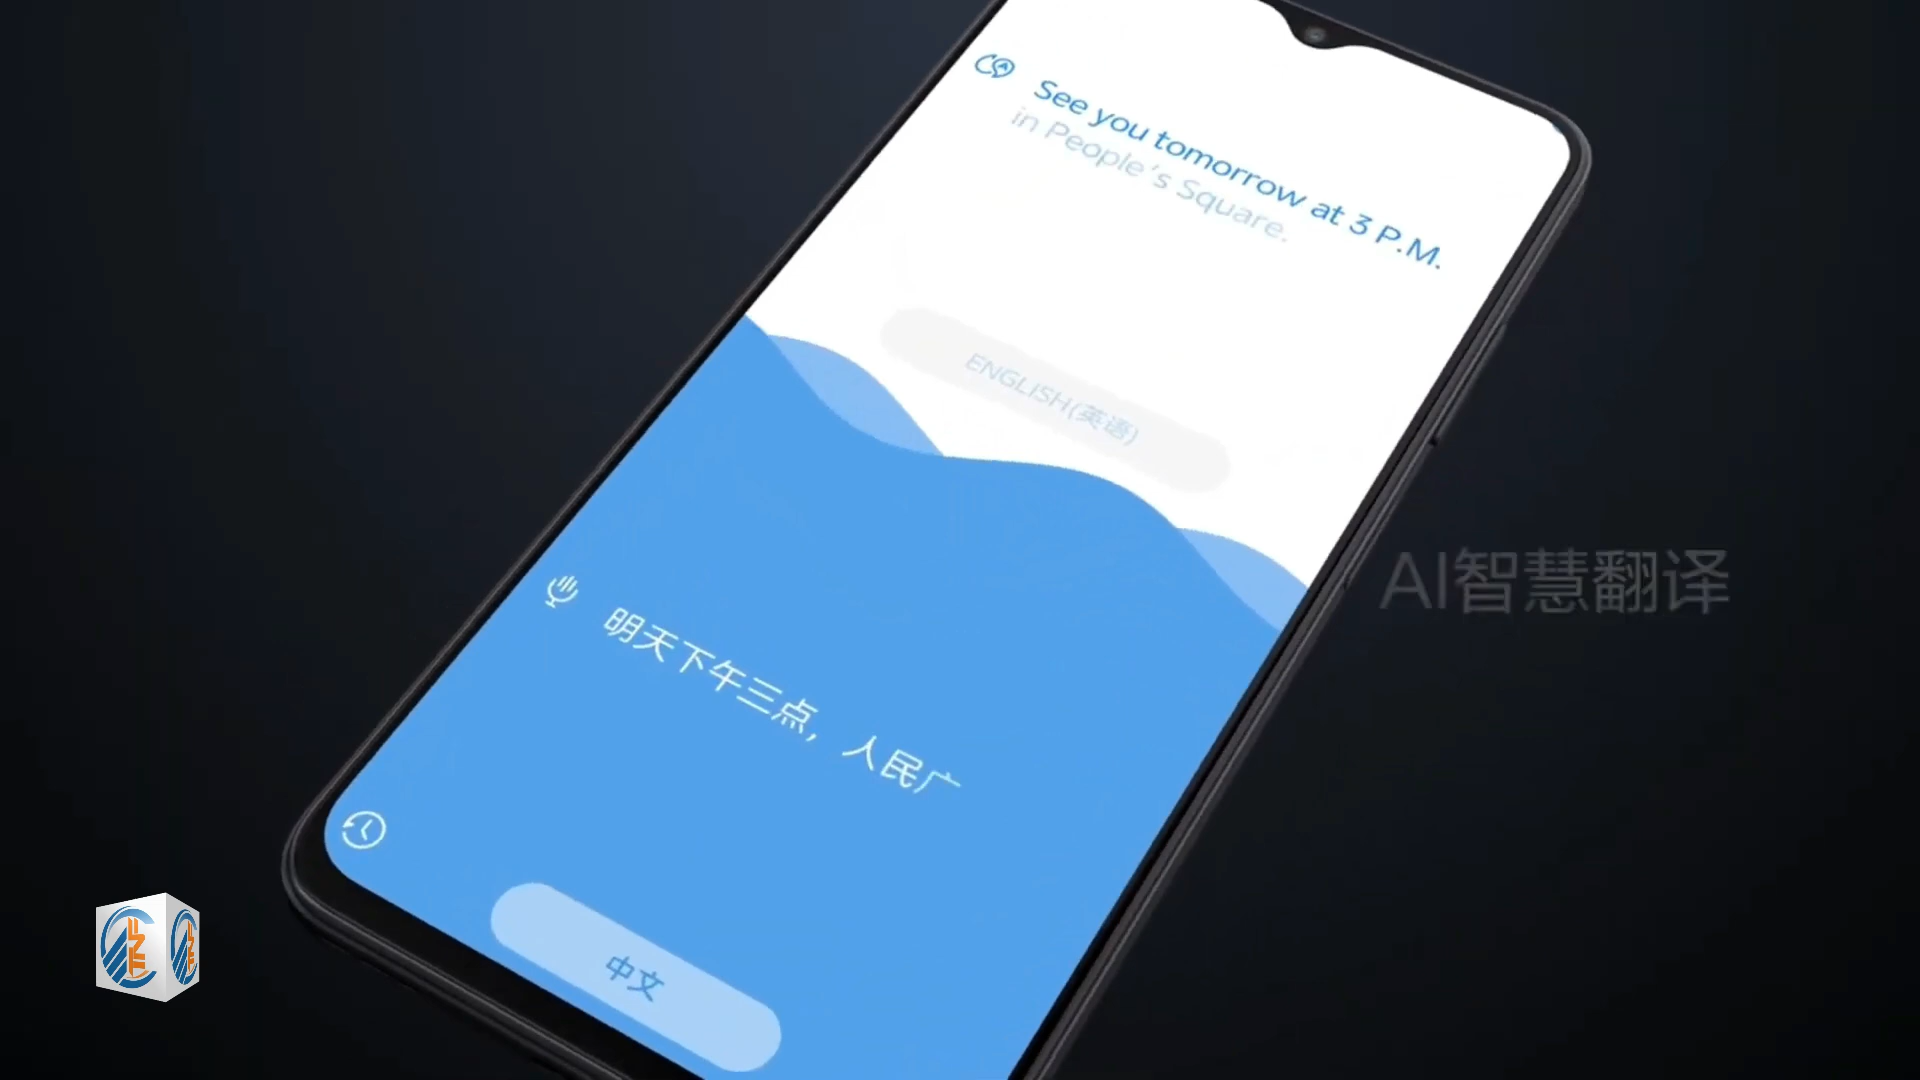 See you tomorrow at 3 P.M.
in People's Square.
ENGLISH(英语)
AI智慧翻译
明天下午三点，人民广
中文